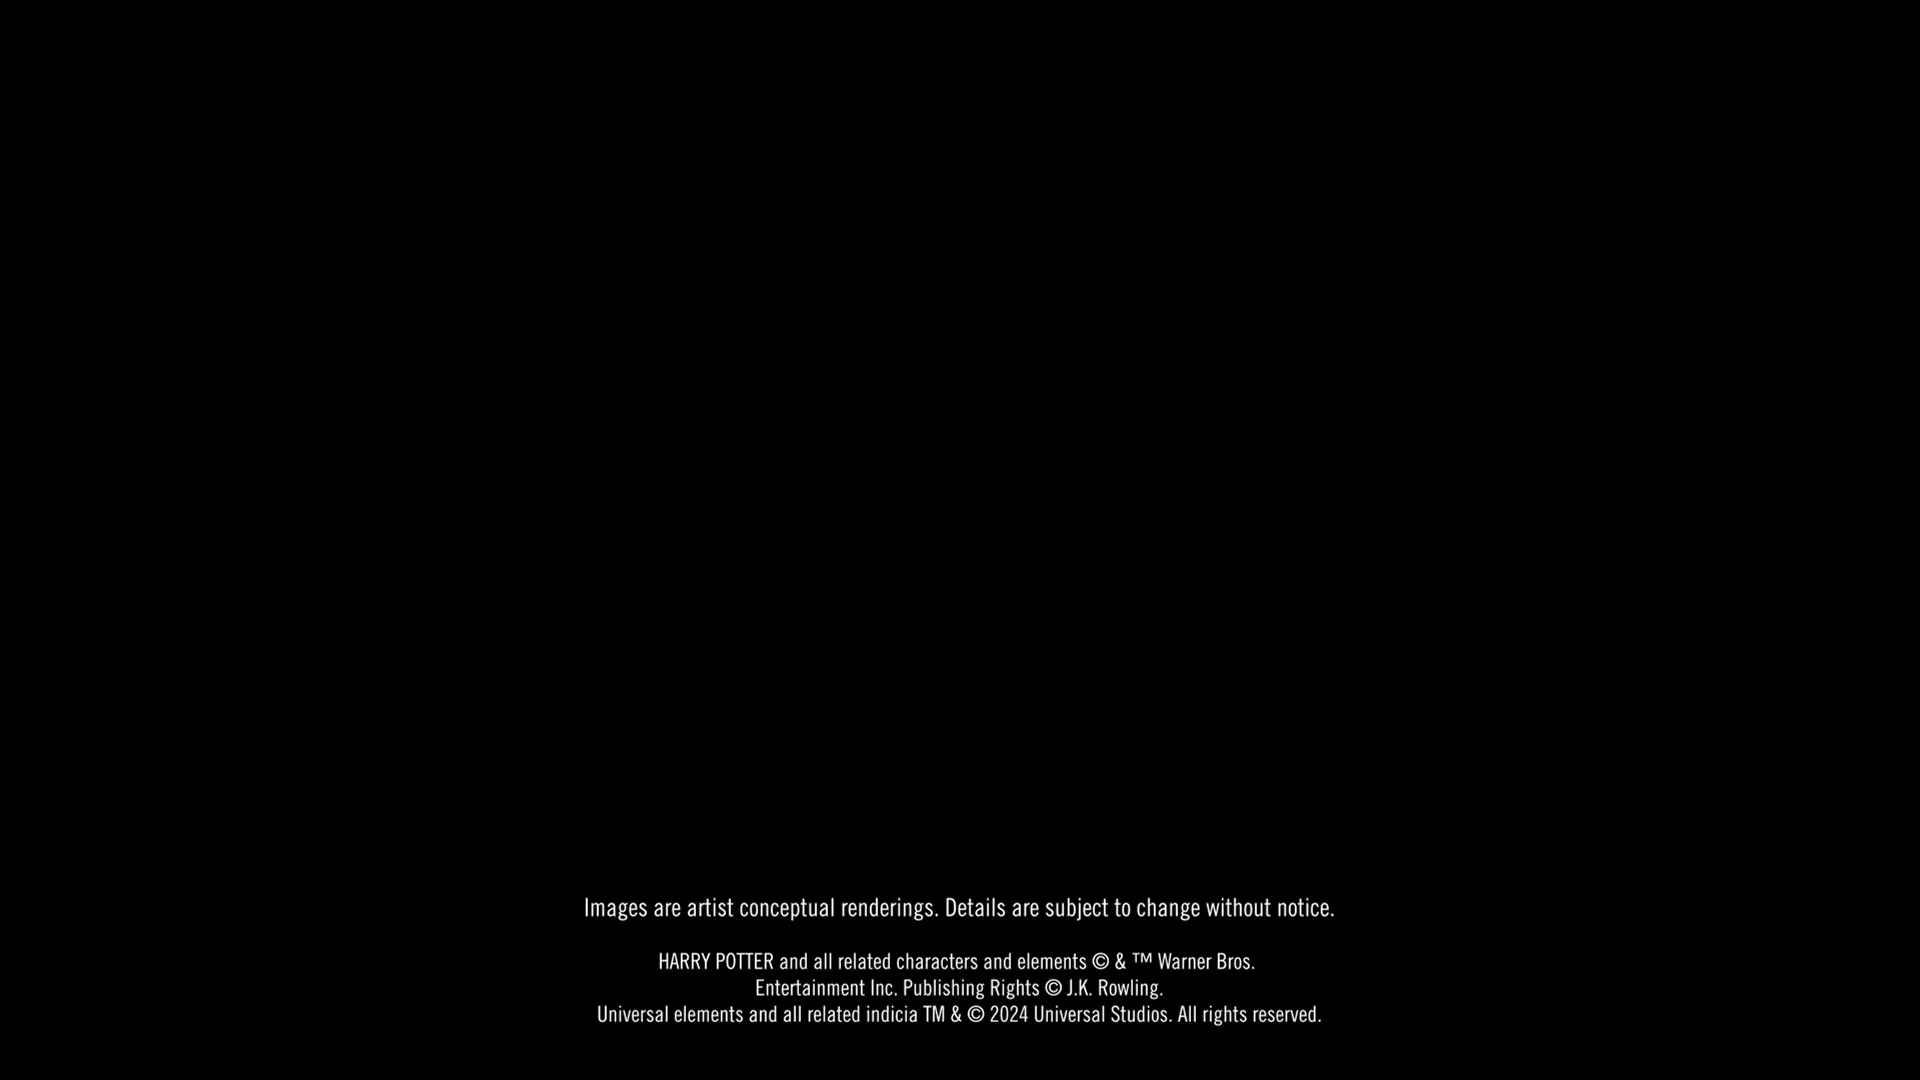 Images are artist conceptual renderings. Details are subject to change without notice.
HARRY POTTER and all related characters and elements © & ™ Warner Bros.
Entertainment Inc. Publishing Rights © J.K. Rowling.
Universal elements and all related indicia TM & © 2024 Universal Studios. All rights reserved.